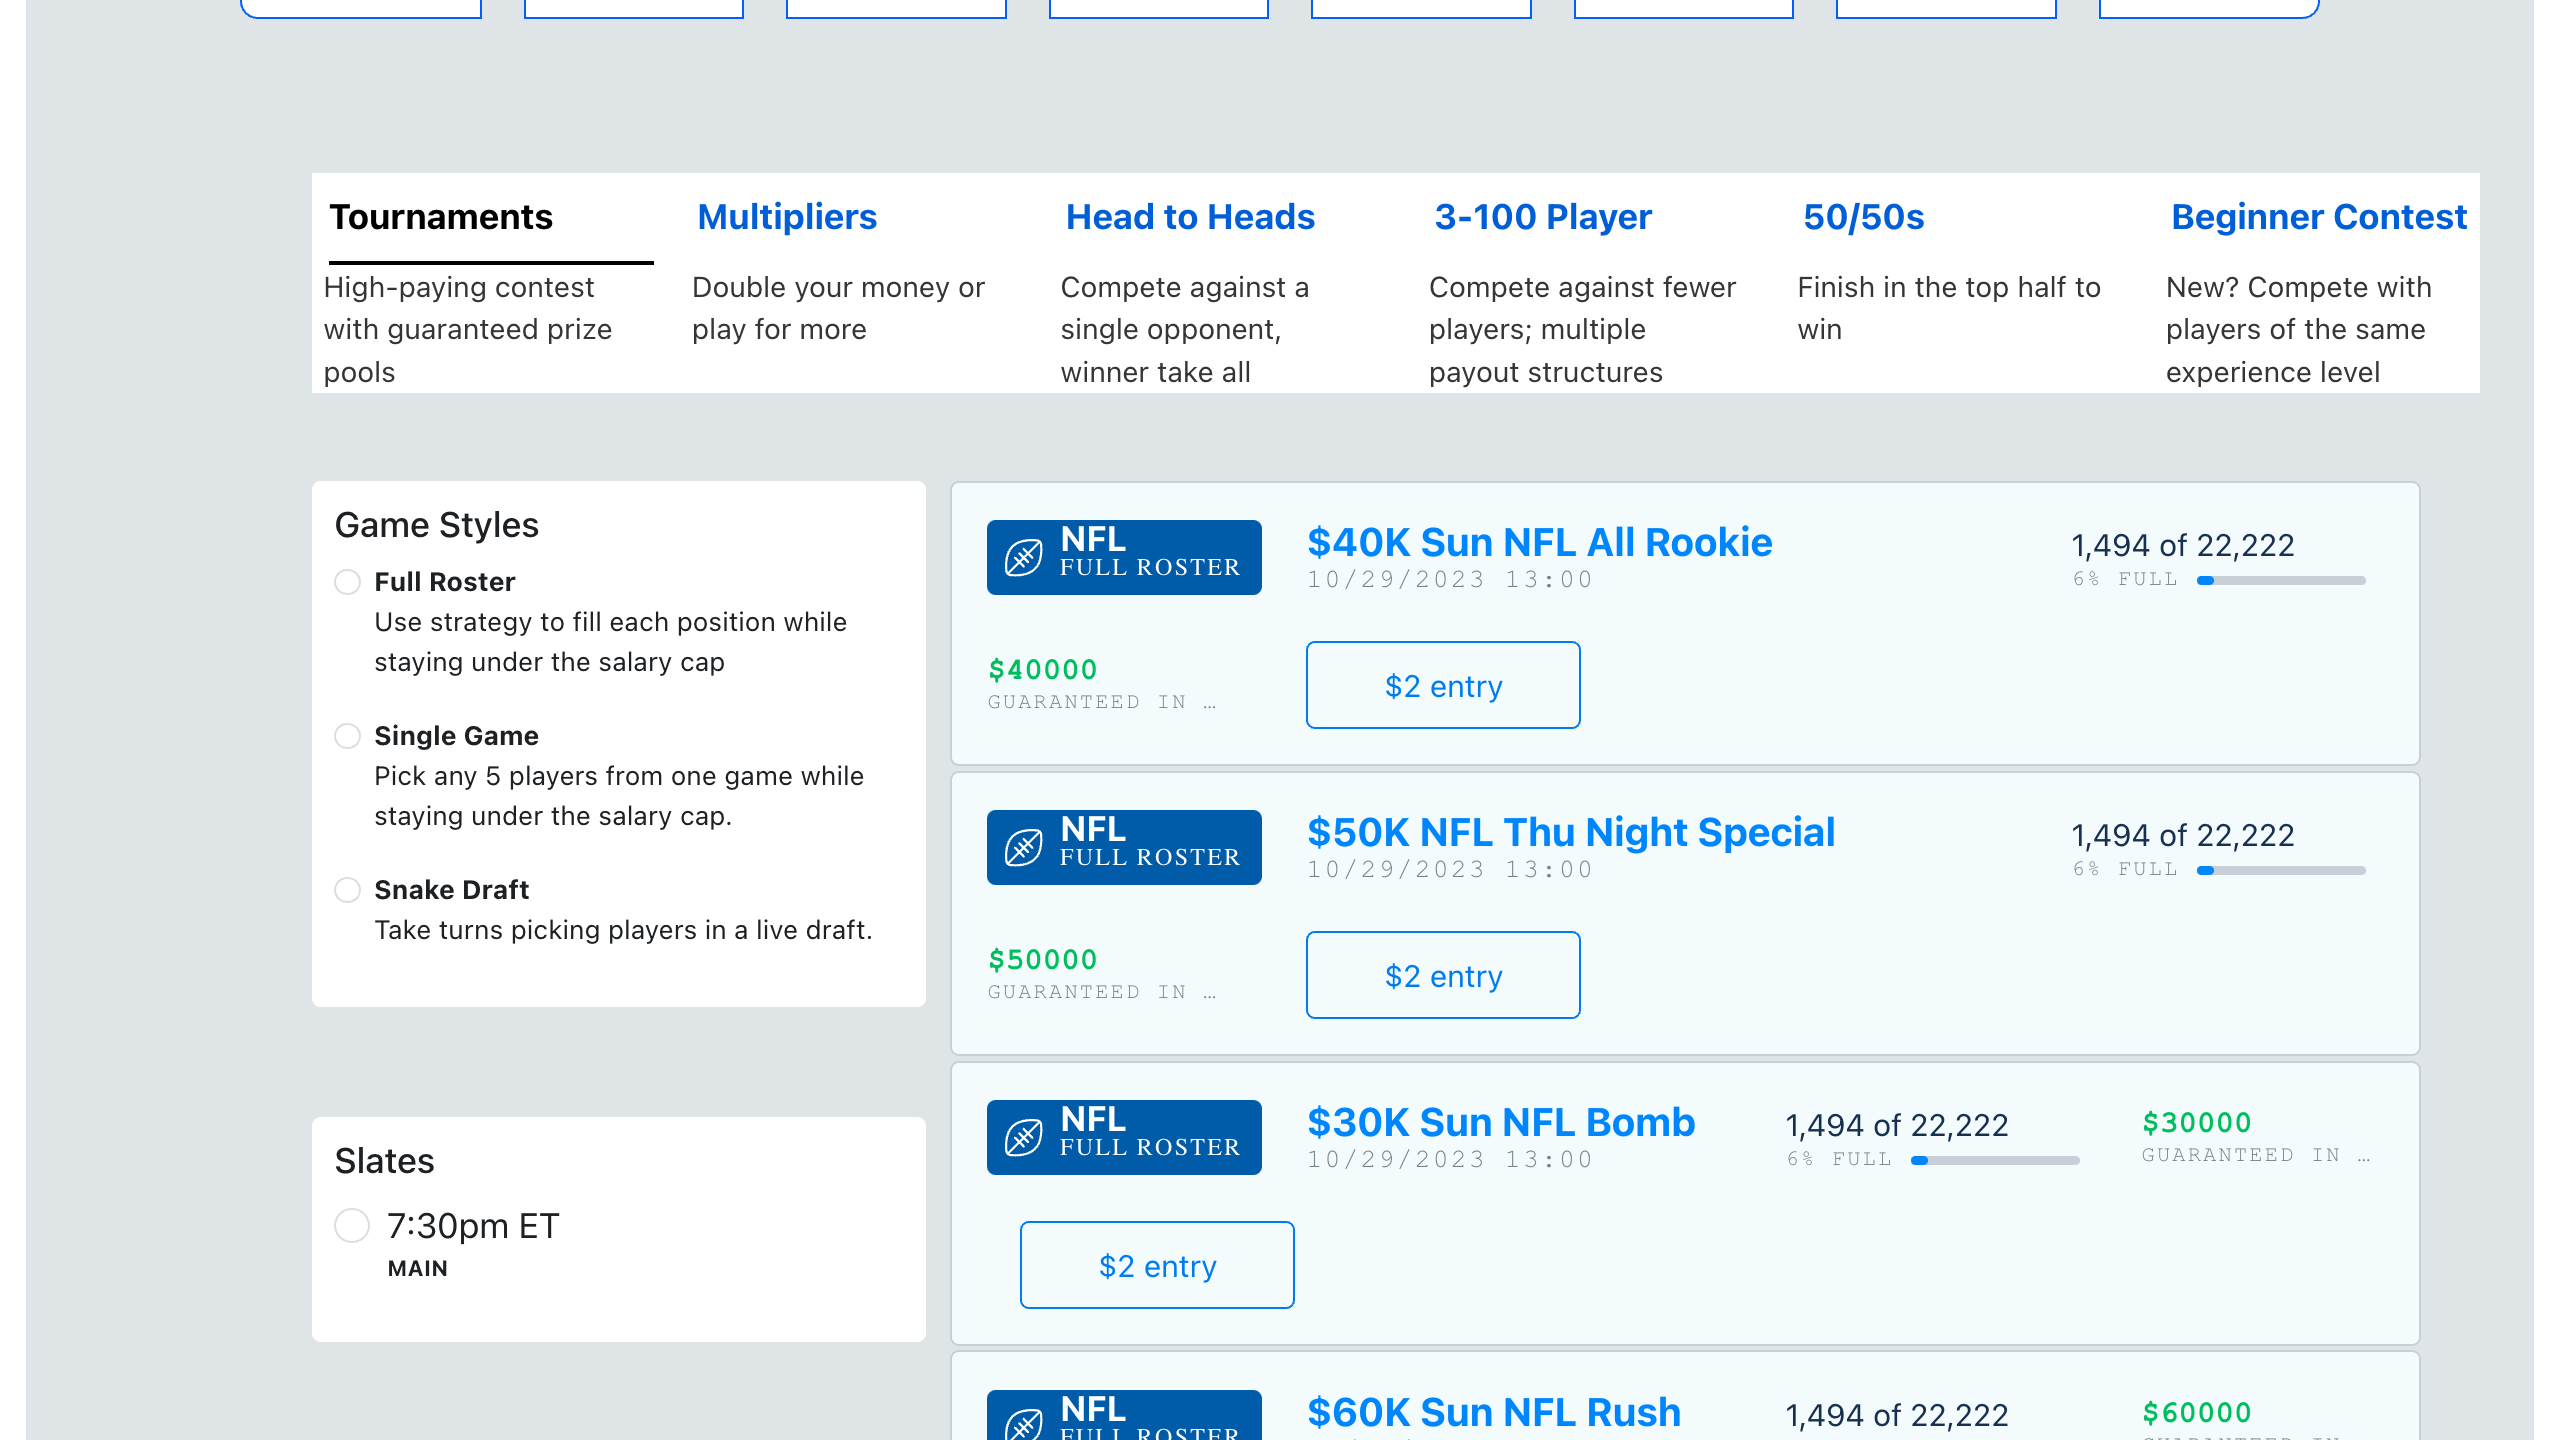 Tournaments
High-paying contest
with guaranteed prize
pools
Multipliers
Double your money or
play for more
Head to Heads
Compete against a
single opponent,
winner take all
3-100 Player
Compete against fewer
players; multiple
payout structures
50/50s
Finish in the top half to
win
Beginner Contest
New? Compete with
players of the same
experience level
Game Styles
Full Roster
Use strategy to fill each position while
staying under the salary cap
Single Game
Pick any 5 players from one game while
staying under the salary cap.
Snake Draft
Take turns picking players in a live draft.
Slates
7:30pm ET
MAIN
NFL
FULL ROSTER
$40K Sun NFL All Rookie
10/29/2023 13:00
1,494 of 22,222
6% FULL
$40000
GUARANTEED IN …
$2 entry
NFL
FULL ROSTER
$50K NFL Thu Night Special
10/29/2023 13:00
1,494 of 22,222
6% FULL
$50000
GUARANTEED IN …
$2 entry
NFL
FULL ROSTER
$30K Sun NFL Bomb
10/29/2023 13:00
1,494 of 22,222
6% FULL
$30000
GUARANTEED IN …
$2 entry
NFL
FULL ROSTER
$60K Sun NFL Rush
1,494 of 22,222
$60000